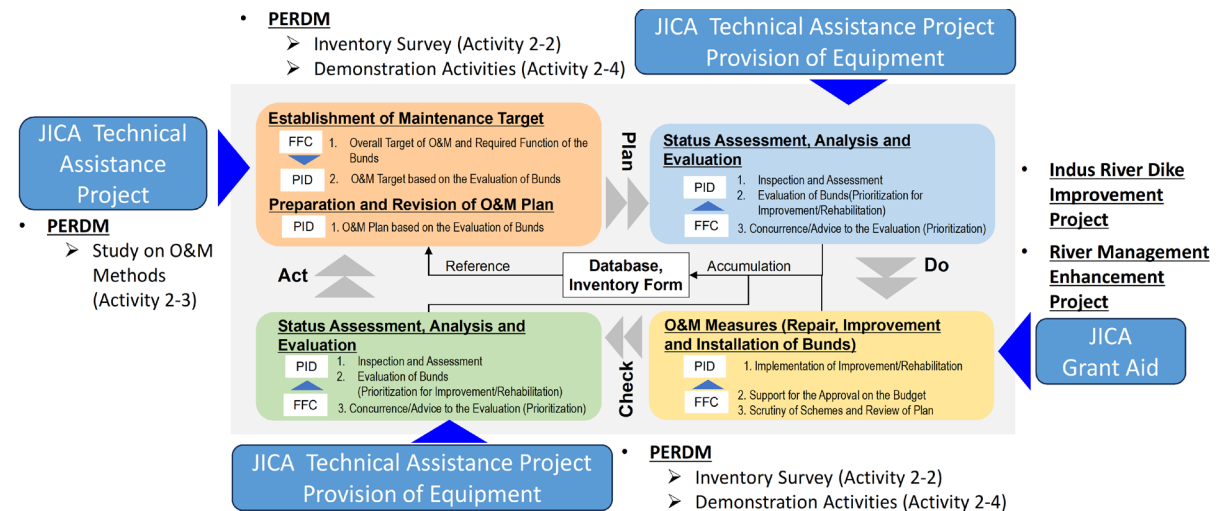 • PERDM
➢ Inventory Survey (Activity 2-2)
➢ Demonstration Activities (Activity 2-4)
JICA Technical Assistance Project
Provision of Equipment
JICA Technical
Assistance
Project
• PERDM
➢ Study on O&M
Methods
(Activity 2-3)
Establishment of Maintenance Target
FFC
1. Overall Target of O&M and Required Function of the
Bunds
PID
2. O&M Target based on the Evaluation of Bunds
Preparation and Revision of O&M Plan
PID
1. O&M Plan based on the Evaluation of Bunds
Plan
Status Assessment, Analysis and
Evaluation
PID
1. Inspection and Assessment
2. Evaluation of Bunds(Prioritization for
Improvement/Rehabilitation)
FFC
3. Concurrence/Advice to the Evaluation (Prioritization)
• Indus River Dike
Improvement
Project
• River Management
Enhancement
Project
JICA
Grant Aid
Act
Reference
Database,
Inventory Form
Accumulation
Do
Status Assessment, Analysis and
Evaluation
PID
1. Inspection and Assessment
2. Evaluation of Bunds
(Prioritization for Improvement/Rehabilitation)
FFC
3. Concurrence/Advice to the Evaluation (Prioritization)
Check
O&M Measures (Repair, Improvement
and Installation of Bunds)
PID
1. Implementation of Improvement/Rehabilitation
FFC
2. Support for the Approval on the Budget
3. Scrutiny of Schemes and Review of Plan
JICA Technical Assistance Project
Provision of Equipment
• PERDM
➢ Inventory Survey (Activity 2-2)
➢ Demonstration Activities (Activity 2-4)